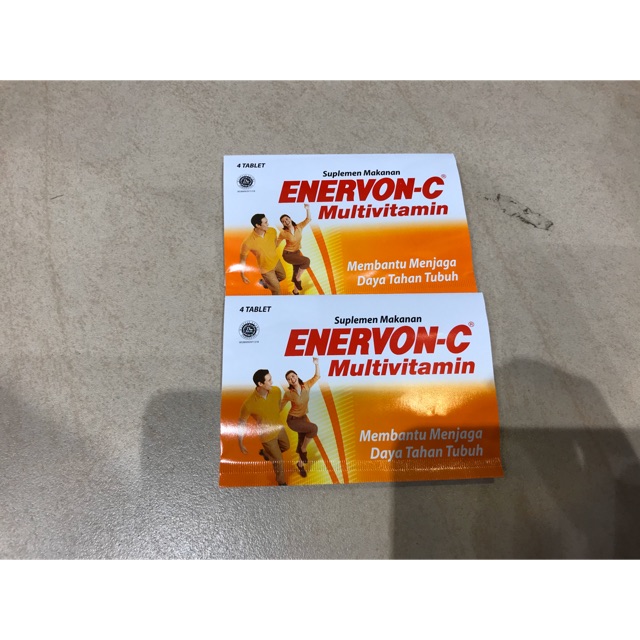 4 TABLET
Suplemen Makanan
ENERVON-C®
Multivitamin
Membantu Menjaga
Daya Tahan Tubuh
4 TABLET
Suplemen Makanan
ENERVON-C®
Multivitamin
Membantu Menjaga
Daya Tahan Tubuh